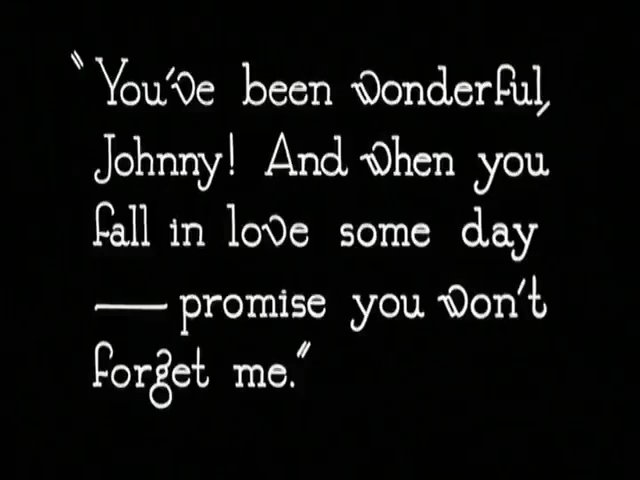 "You've been wonderful,
Johnny! And when you
fall in love some day
— promise you won't
forget me."